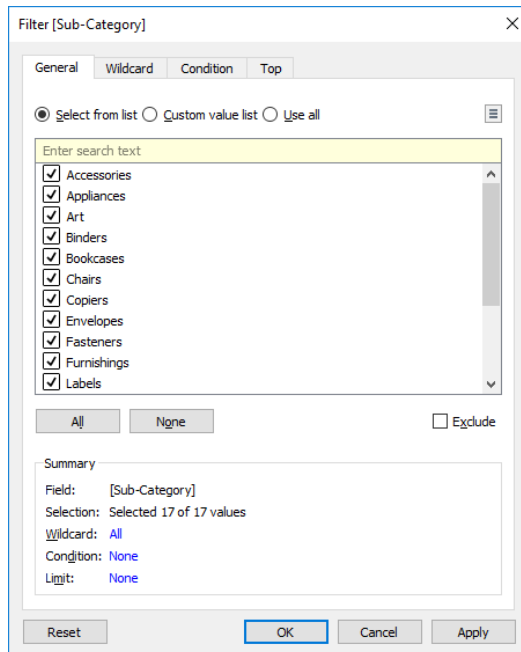 Filter [Sub-Category]
General Wildcard Condition Top
Select from list Custom value list Use all
Enter search text
Accessories
Appliances
Art
Binders
Bookcases
Chairs
Copiers
Envelopes
Fasteners
Furnishings
Labels
All None Exclude
Summary
Field: [Sub-Category]
Selection: Selected 17 of 17 values
Wildcard: All
Condition: None
Limit: None
Reset OK Cancel Apply